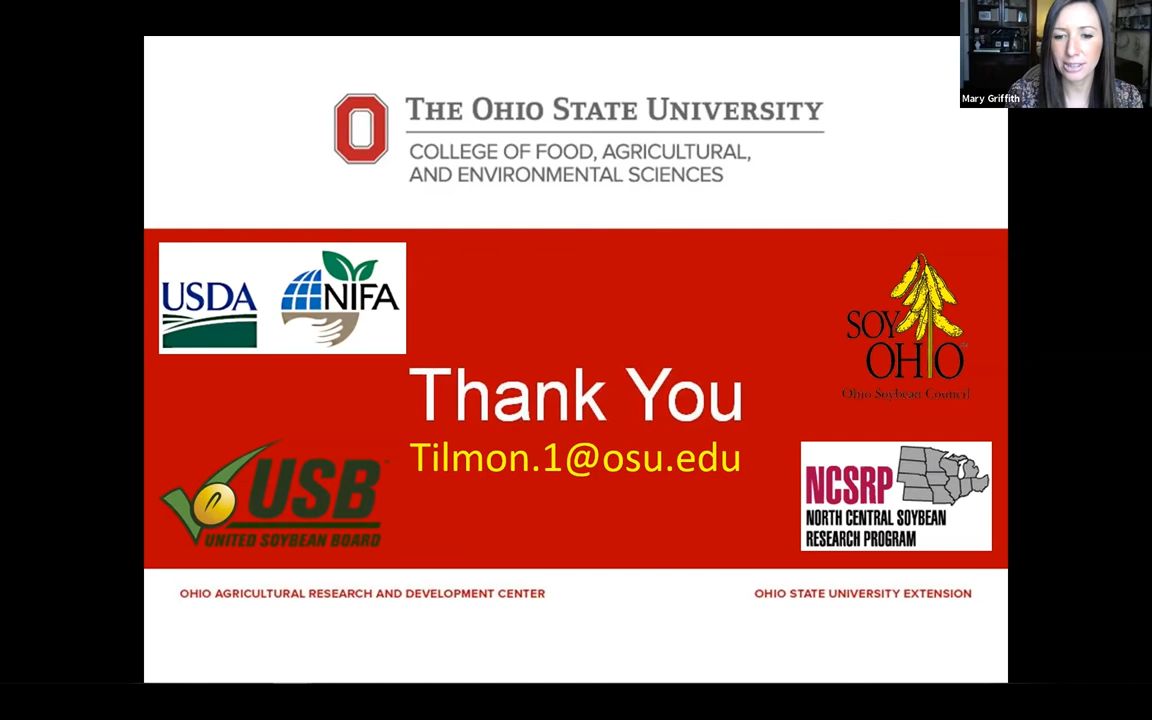 Mary Griffith
THE OHIO STATE UNIVERSITY
COLLEGE OF FOOD, AGRICULTURAL,
AND ENVIRONMENTAL SCIENCES
USDA
NIFA
SOY
OHIO
Ohio Soybean Council
Thank You
Tilmon.1@osu.edu
USB
UNITED SOYBEAN BOARD
NCSRP
NORTH CENTRAL SOYBEAN
RESEARCH PROGRAM
OHIO AGRICULTURAL RESEARCH AND DEVELOPMENT CENTER
OHIO STATE UNIVERSITY EXTENSION